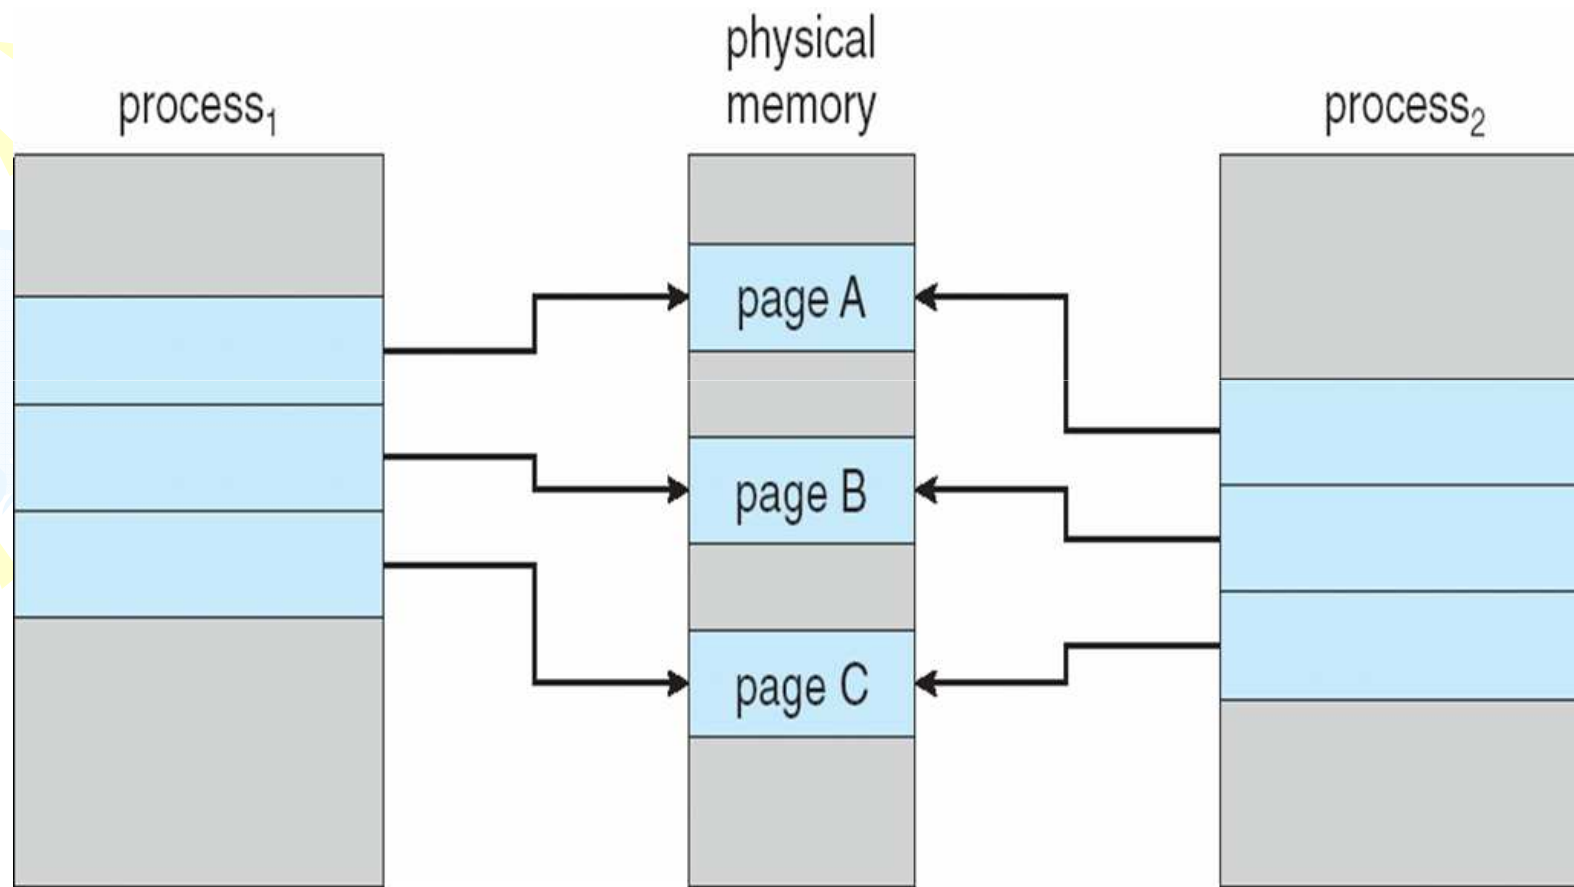 physical
memory
process₁
process₂
page A
page B
page C